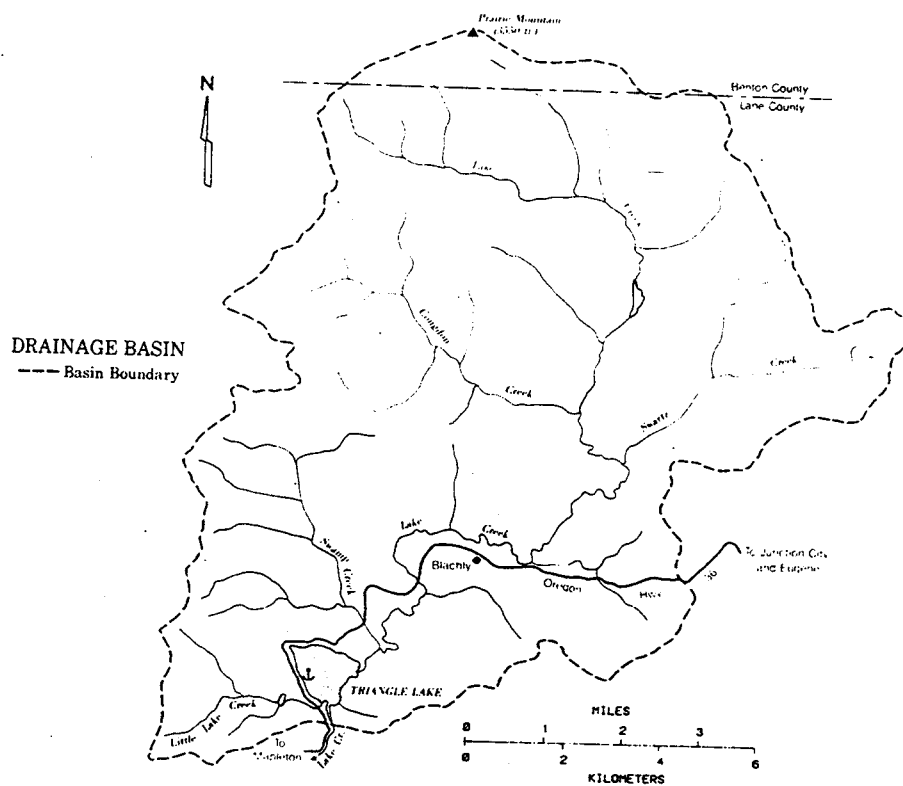 Prairie Mountain
N
Benton County
Lane County
Lake
Creek
Congdon
Creek
Creek
Swartz
DRAINAGE BASIN
Basin Boundary
Lake
Creek
Swamp Creek
Blachly
Oregon
Hwy
36
To Junction City
and Eugene
TRIANGLE LAKE
Little Lake Creek
To
Mapleton
Lake Cr.
MILES
0 1 2 3
0 2 4 6
KILOMETERS